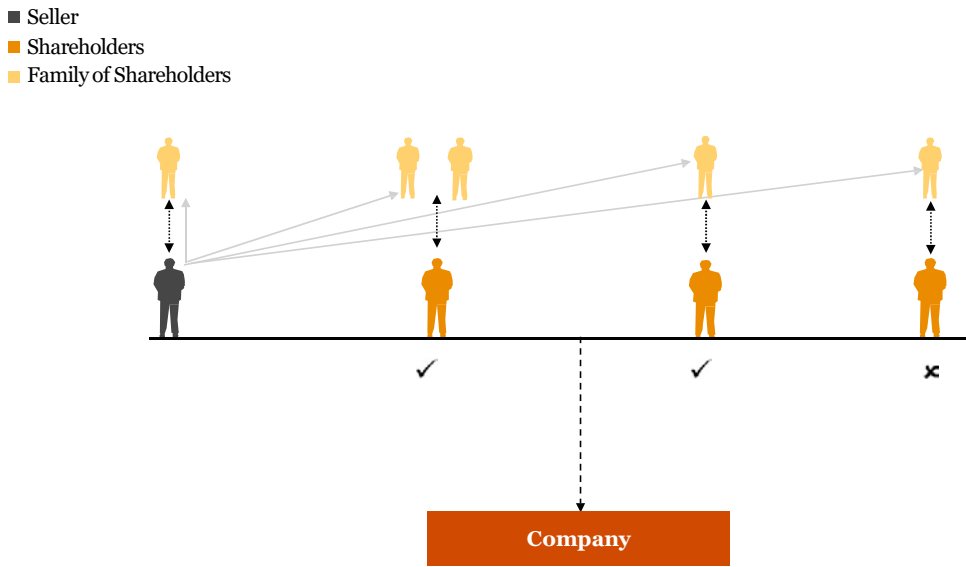 Seller
Shareholders
Family of Shareholders
✓ ✓ ×
Company